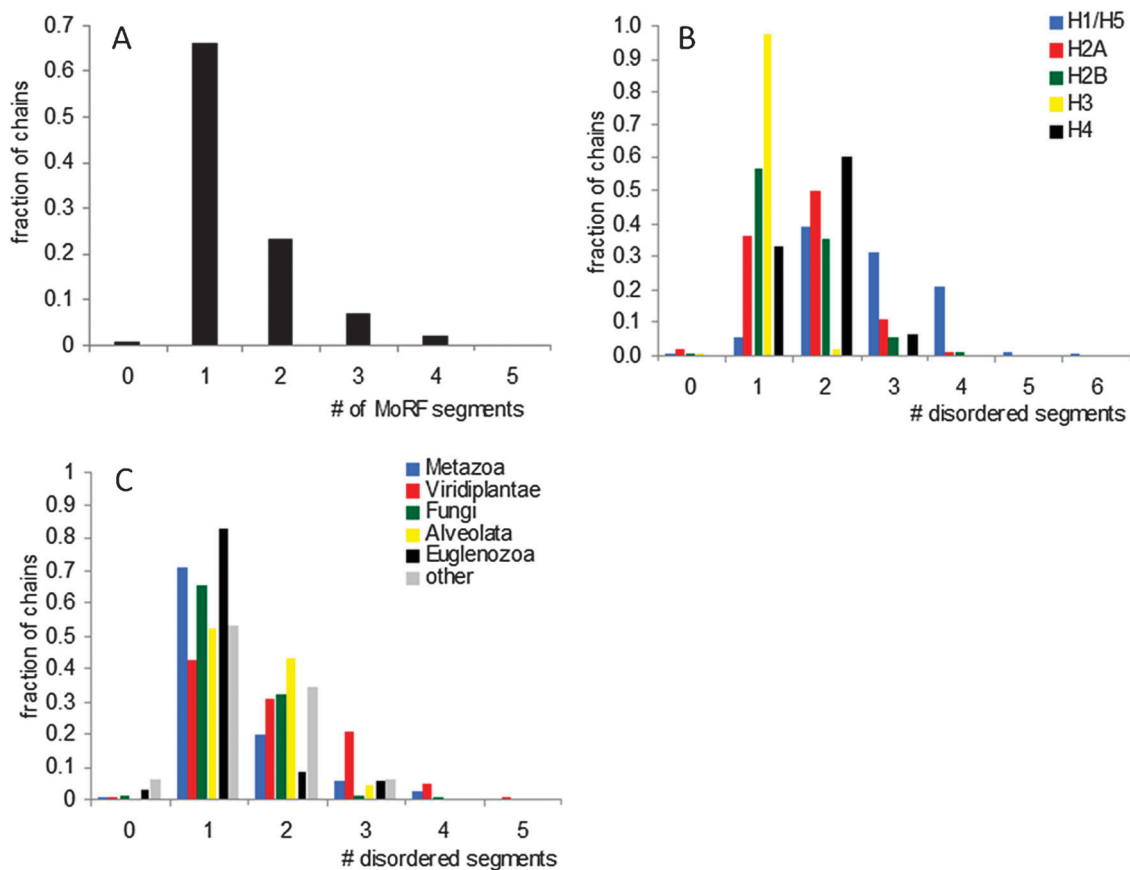 A
fraction of chains
0.7
0.6
0.5
0.4
0.3
0.2
0.1
0
0 1 2 3 4 5
# of MoRF segments
B
fraction of chains
1.0
0.9
0.8
0.7
0.6
0.5
0.4
0.3
0.2
0.1
0.0
0 1 2 3 4 5 6
# disordered segments
H1/H5
H2A
H2B
H3
H4
C
fraction of chains
1
0.9
0.8
0.7
0.6
0.5
0.4
0.3
0.2
0.1
0
0 1 2 3 4 5
# disordered segments
Metazoa
Viridiplantae
Fungi
Alveolata
Euglenozoa
other